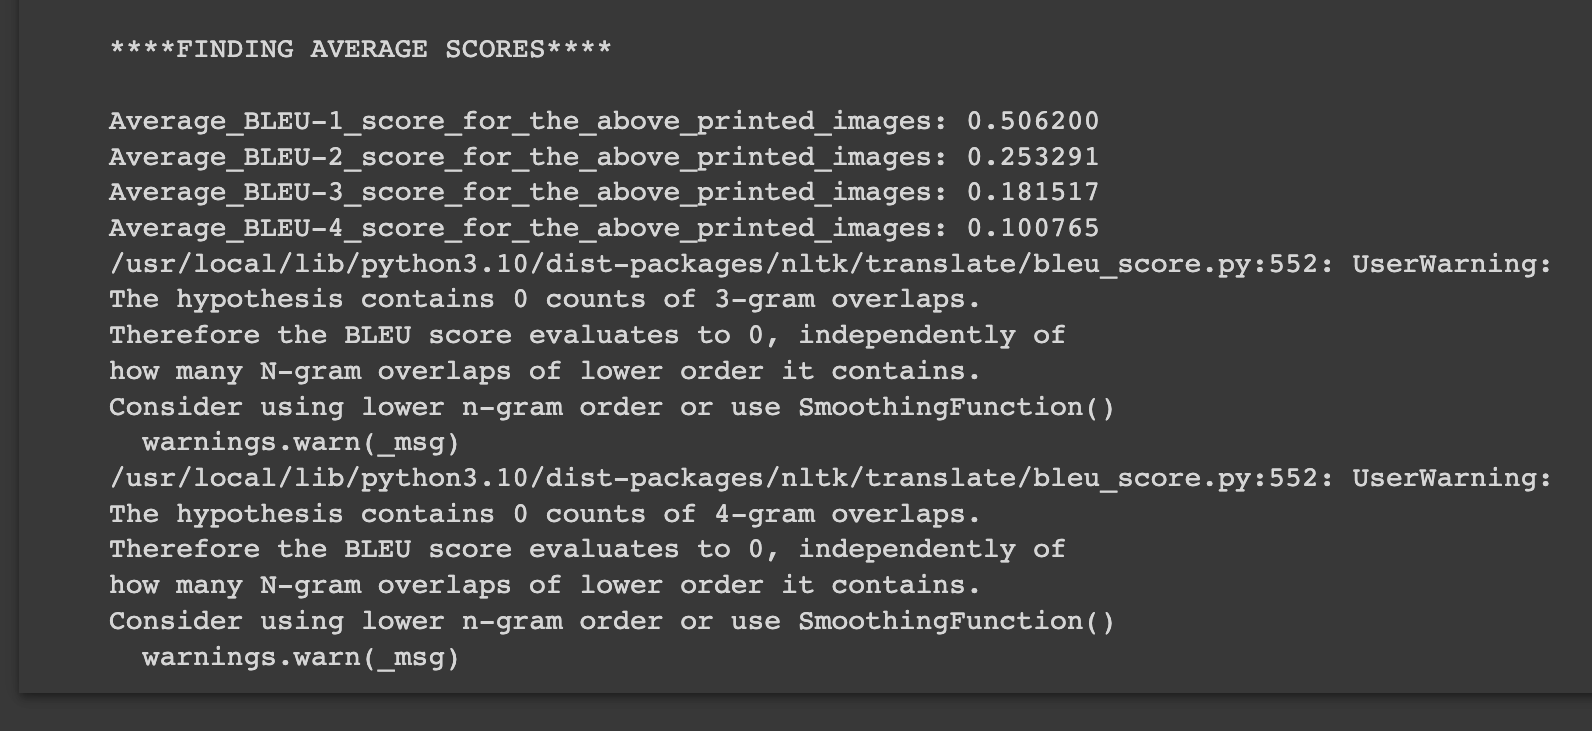 ****FINDING AVERAGE SCORES****
Average_BLEU-1_score_for_the_above_printed_images: 0.506200
Average_BLEU-2_score_for_the_above_printed_images: 0.253291
Average_BLEU-3_score_for_the_above_printed_images: 0.181517
Average_BLEU-4_score_for_the_above_printed_images: 0.100765
/usr/local/lib/python3.10/dist-packages/nltk/translate/bleu_score.py:552: UserWarning:
The hypothesis contains 0 counts of 3-gram overlaps.
Therefore the BLEU score evaluates to 0, independently of
how many N-gram overlaps of lower order it contains.
Consider using lower n-gram order or use SmoothingFunction()
  warnings.warn(_msg)
/usr/local/lib/python3.10/dist-packages/nltk/translate/bleu_score.py:552: UserWarning:
The hypothesis contains 0 counts of 4-gram overlaps.
Therefore the BLEU score evaluates to 0, independently of
how many N-gram overlaps of lower order it contains.
Consider using lower n-gram order or use SmoothingFunction()
  warnings.warn(_msg)